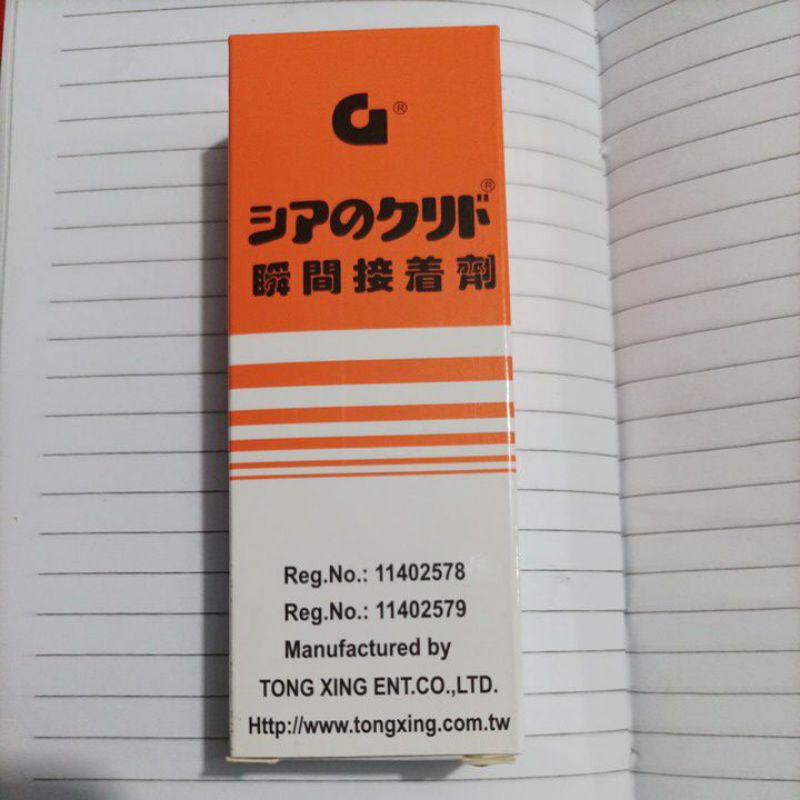 ®
シアのクリド®
瞬間接着劑
Reg.No.: 11402578
Reg.No.: 11402579
Manufactured by
TONG XING ENT.CO.,LTD.
Http://www.tongxing.com.tw